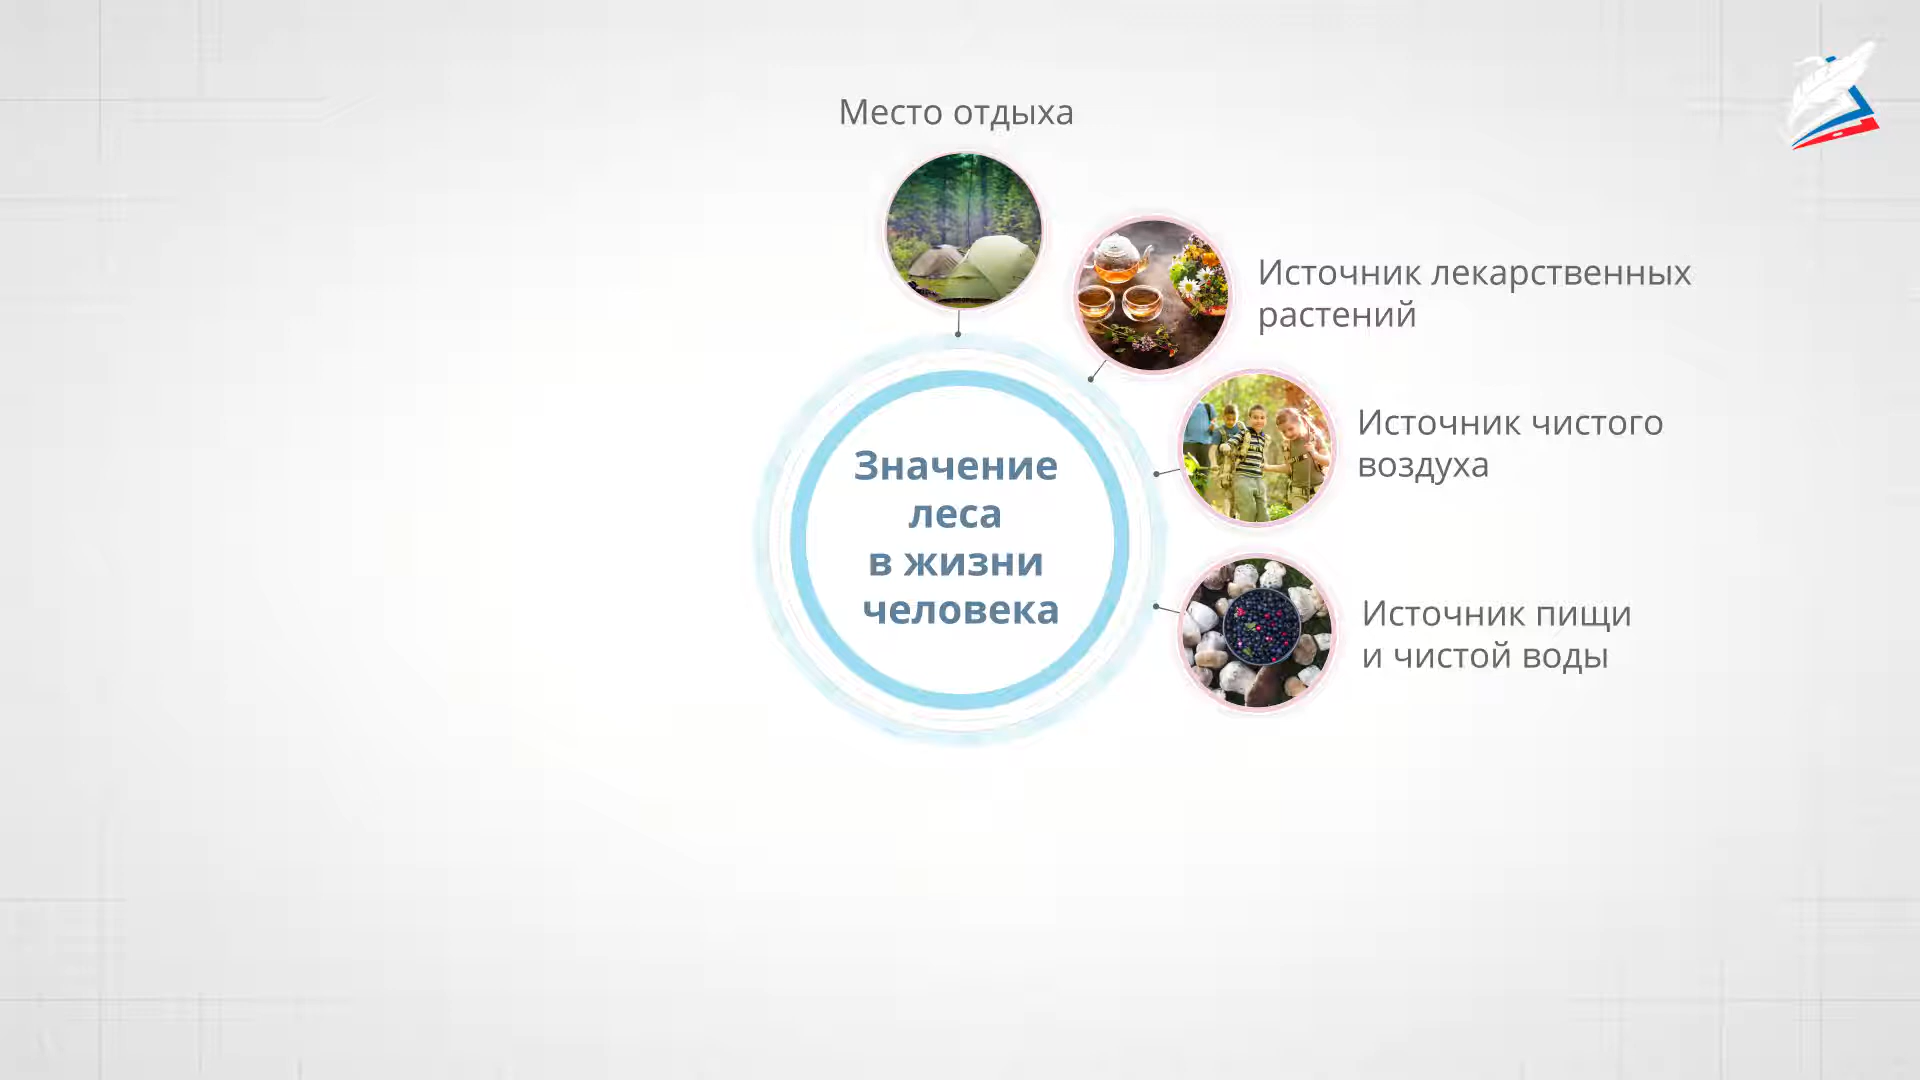 Место отдыха
Источник лекарственных
растений
Источник чистого
воздуха
Значение
леса
в жизни
человека
Источник пищи
и чистой воды